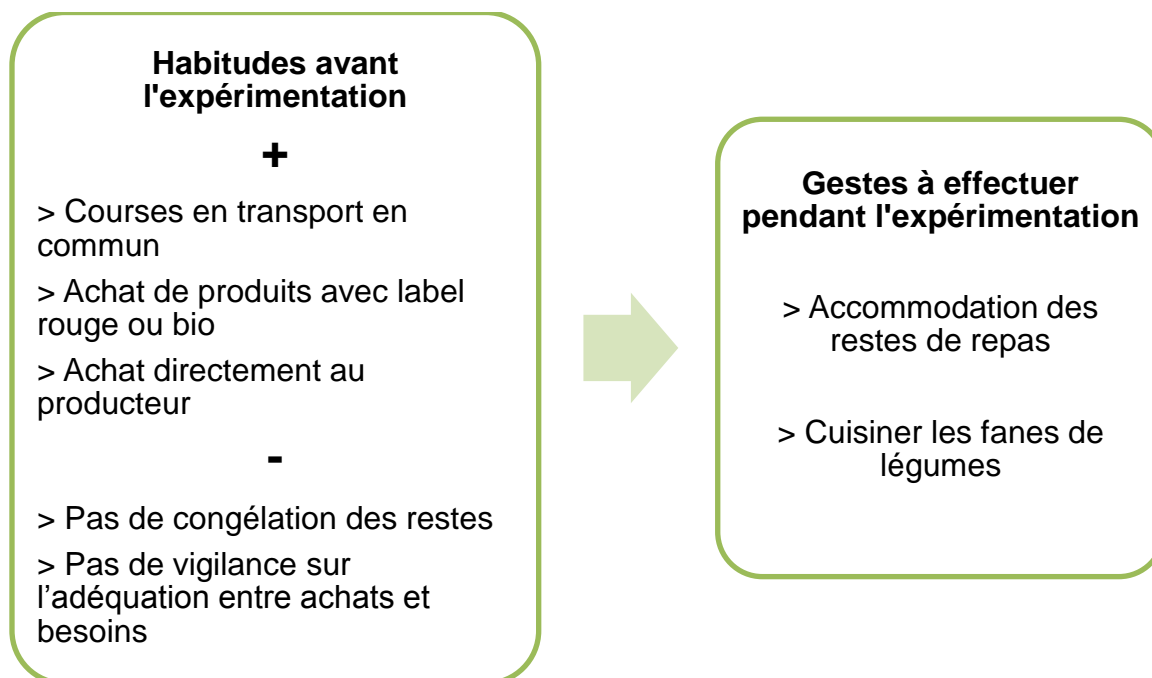 Habitudes avant
l'expérimentation
+
> Courses en transport en
commun
> Achat de produits avec label
rouge ou bio
> Achat directement au
producteur
-
> Pas de congélation des restes
> Pas de vigilance sur
l’adéquation entre achats et
besoins
Gestes à effectuer
pendant l'expérimentation
> Accommodation des
restes de repas
> Cuisiner les fanes de
légumes